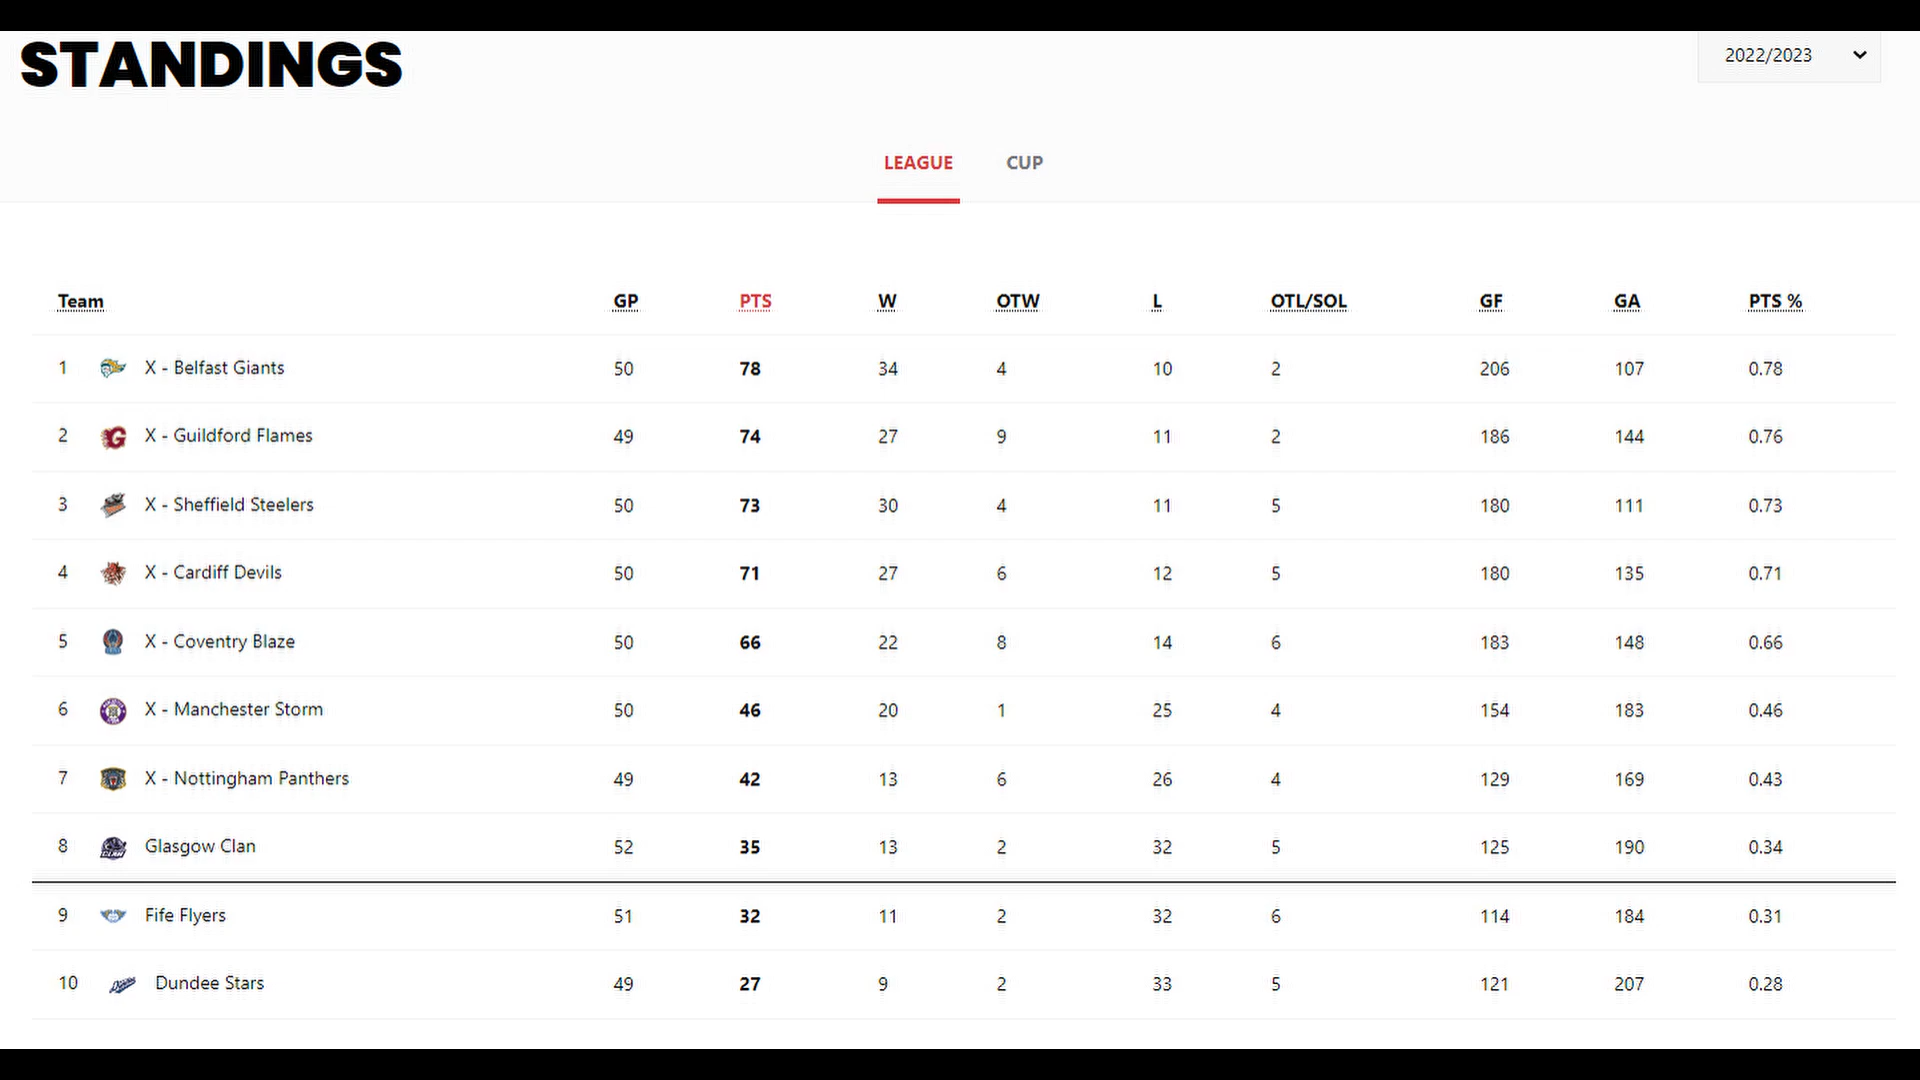 STANDINGS
2022/2023
LEAGUE CUP
Team GP PTS W OTW L OTL/SOL GF GA PTS %
1 X - Belfast Giants 50 78 34 4 10 2 206 107 0.78
2 X - Guildford Flames 49 74 27 9 11 2 186 144 0.76
3 X - Sheffield Steelers 50 73 30 4 11 5 180 111 0.73
4 X - Cardiff Devils 50 71 27 6 12 5 180 135 0.71
5 X - Coventry Blaze 50 66 22 8 14 6 183 148 0.66
6 X - Manchester Storm 50 46 20 1 25 4 154 183 0.46
7 X - Nottingham Panthers 49 42 13 6 26 4 129 169 0.43
8 Glasgow Clan 52 35 13 2 32 5 125 190 0.34
9 Fife Flyers 51 32 11 2 32 6 114 184 0.31
10 Dundee Stars 49 27 9 2 33 5 121 207 0.28